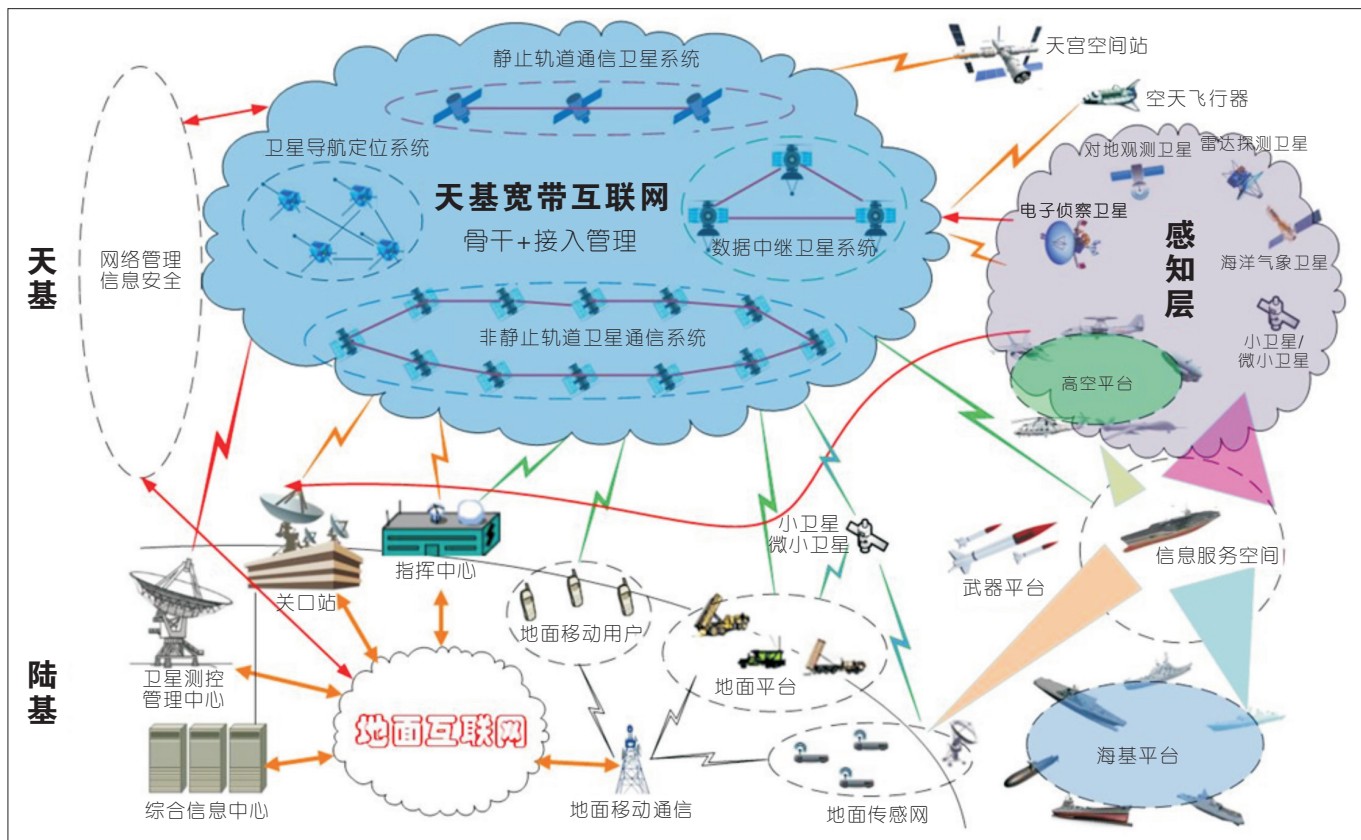 静止轨道通信卫星系统
天宫空间站
空天飞行器
卫星导航定位系统
对地观测卫星
雷达探测卫星
天基宽带互联网
骨干+接入管理
数据中继卫星系统
电子侦察卫星
感知层
海洋气象卫星
天基
网络管理
信息安全
非静止轨道卫星通信系统
小卫星/
微小卫星
高空平台
小卫星
微小卫星
武器平台
信息服务空间
指挥中心
关口站
地面移动用户
陆基
卫星测控
管理中心
地面平台
地面互联网
海基平台
综合信息中心
地面移动通信
地面传感网